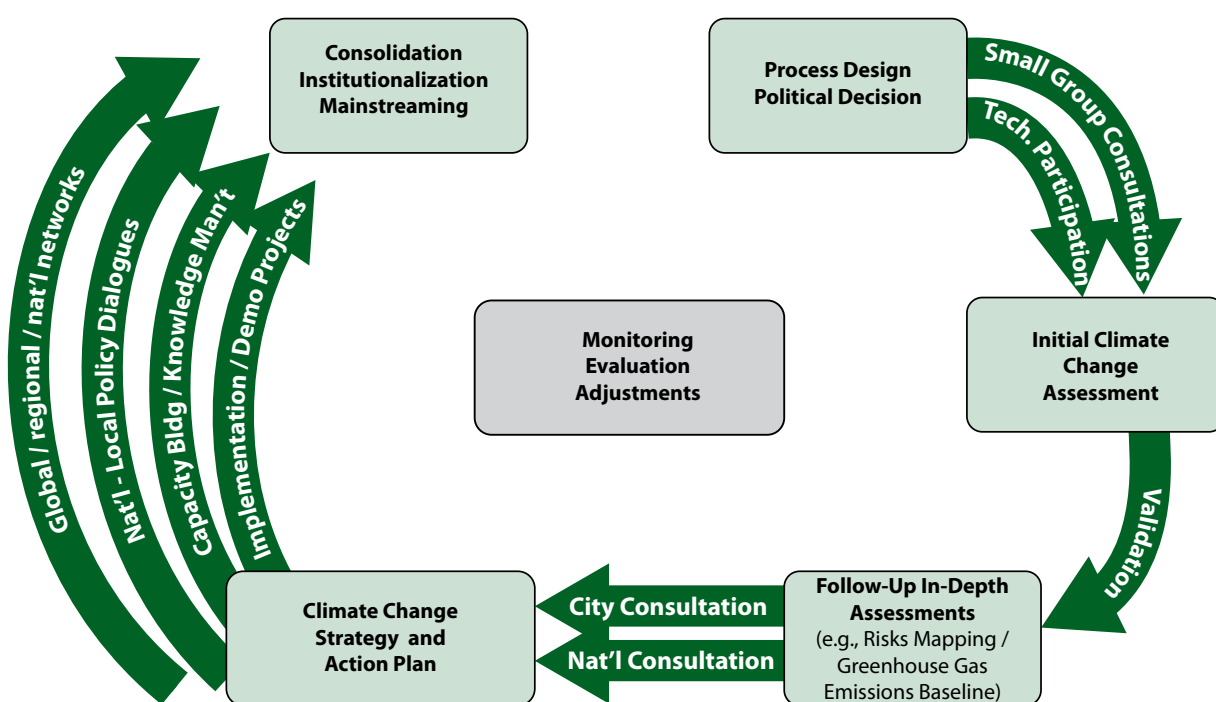 Consolidation
Institutionalization
Mainstreaming
Process Design
Political Decision
Small Group Consultations
Tech. Participation
Global / regional / nat'l networks
Nat'l - Local Policy Dialogues
Capacity Bldg / Knowledge Man't
Implementation / Demo Projects
Monitoring
Evaluation
Adjustments
Initial Climate
Change
Assessment
Validation
Climate Change
Strategy and
Action Plan
City Consultation
Nat'l Consultation
Follow-Up In-Depth
Assessments
(e.g., Risks Mapping /
Greenhouse Gas
Emissions Baseline)